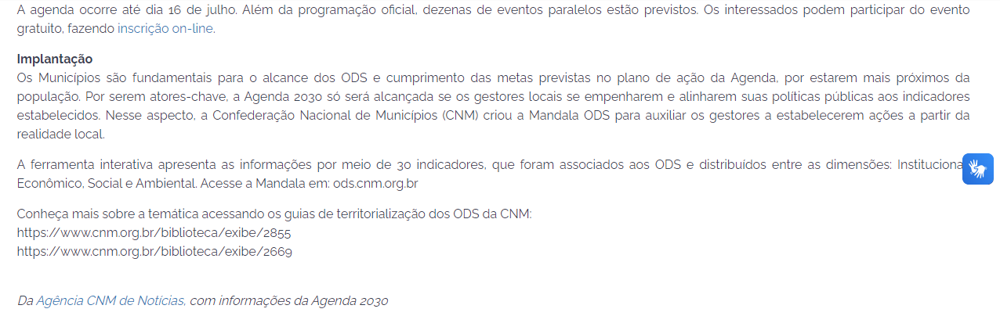 A agenda ocorre até dia 16 de julho. Além da programação oficial, dezenas de eventos paralelos estão previstos. Os interessados podem participar do evento
gratuito, fazendo inscrição on-line.
Implantação
Os Municípios são fundamentais para o alcance dos ODS e cumprimento das metas previstas no plano de ação da Agenda, por estarem mais próximos da
população. Por serem atores-chave, a Agenda 2030 só será alcançada se os gestores locais se empenharem e alinharem suas políticas públicas aos indicadores
estabelecidos. Nesse aspecto, a Confederação Nacional de Municípios (CNM) criou a Mandala ODS para auxiliar os gestores a estabelecerem ações a partir da
realidade local.
A ferramenta interativa apresenta as informações por meio de 30 indicadores, que foram associados aos ODS e distribuídos entre as dimensões: Instituciona
Econômico, Social e Ambiental. Acesse a Mandala em: ods.cnm.org.br
Conheça mais sobre a temática acessando os guias de territorialização dos ODS da CNM:
https://www.cnm.org.br/biblioteca/exibe/2855
https://www.cnm.org.br/biblioteca/exibe/2669
Da Agência CNM de Notícias, com informações da Agenda 2030